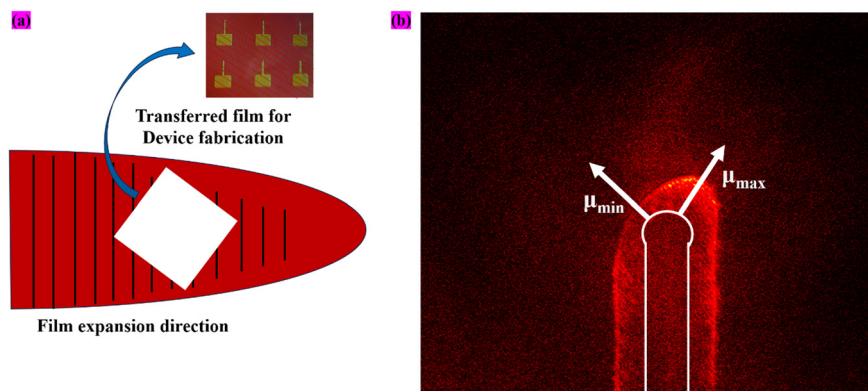 (a)
Transferred film for
Device fabrication
Film expansion direction
(b)
μmin
μmax